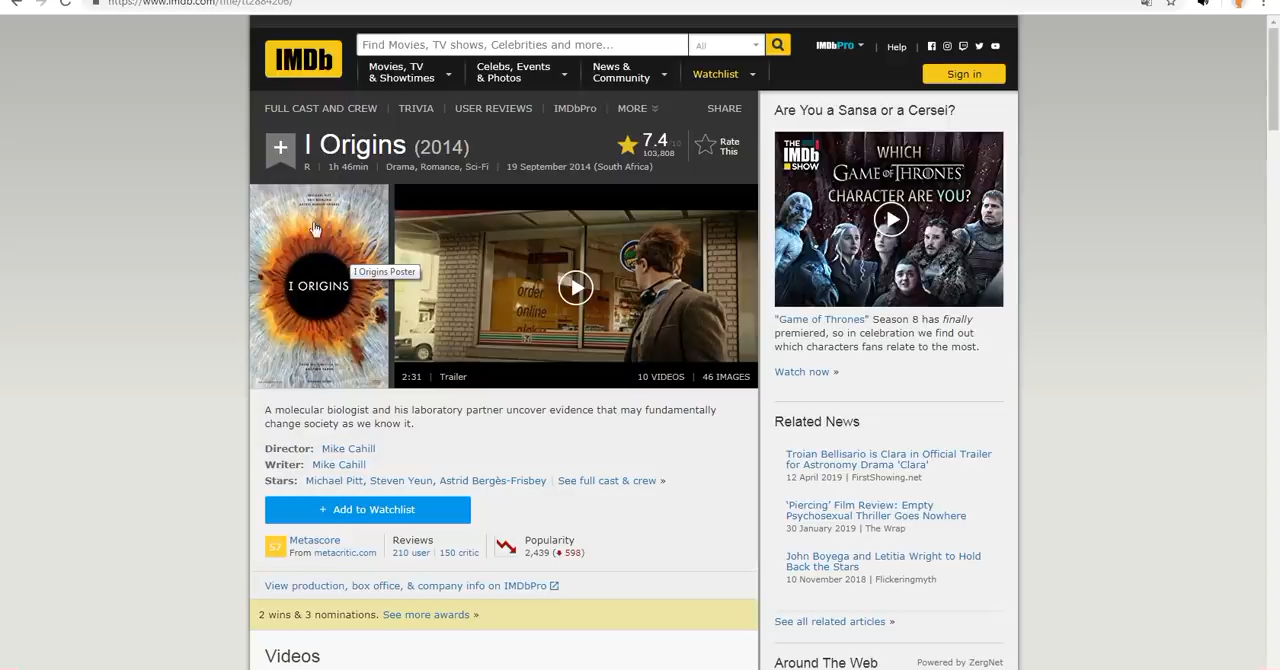 https://www.imdb.com/title/tt2884206/
IMDb
Find Movies, TV shows, Celebrities and more...
All
IMDbPro
Help
Movies, TV
& Showtimes
Celebs, Events
& Photos
News &
Community
Watchlist
Sign in
FULL CAST AND CREW
TRIVIA
USER REVIEWS
IMDbPro
MORE
SHARE
+
I Origins (2014)
7.4/10
103,808
Rate
This
R | 1h 46min | Drama, Romance, Sci-Fi | 19 September 2014 (South Africa)
I ORIGINS
I Origins Poster
order
online
2:31 | Trailer
10 VIDEOS | 46 IMAGES
A molecular biologist and his laboratory partner uncover evidence that may fundamentally
change society as we know it.
Director: Mike Cahill
Writer: Mike Cahill
Stars: Michael Pitt, Steven Yeun, Astrid Bergès-Frisbey | See full cast & crew »
+ Add to Watchlist
57
Metascore
From metacritic.com
Reviews
210 user | 150 critic
Popularity
2,439 (598)
View production, box office, & company info on IMDbPro
2 wins & 3 nominations. See more awards »
Videos
Are You a Sansa or a Cersei?
THE
IMDb
SHOW
WHICH
GAME OF THRONES
CHARACTER ARE YOU?
"Game of Thrones" Season 8 has finally
premiered, so in celebration we find out
which characters fans relate to the most.
Watch now »
Related News
Troian Bellisario is Clara in Official Trailer
for Astronomy Drama 'Clara'
12 April 2019 | FirstShowing.net
'Piercing' Film Review: Empty
Psychosexual Thriller Goes Nowhere
30 January 2019 | The Wrap
John Boyega and Letitia Wright to Hold
Back the Stars
10 November 2018 | Flickeringmyth
See all related articles »
Around The Web
Powered by ZergNet